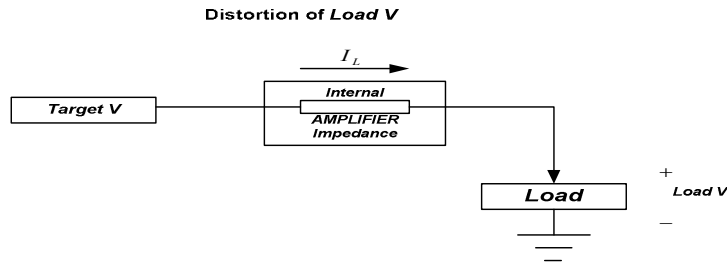 Distortion of Load V
I_L
Internal
Target V
AMPLIFIER
Impedance
+
Load
Load V
−